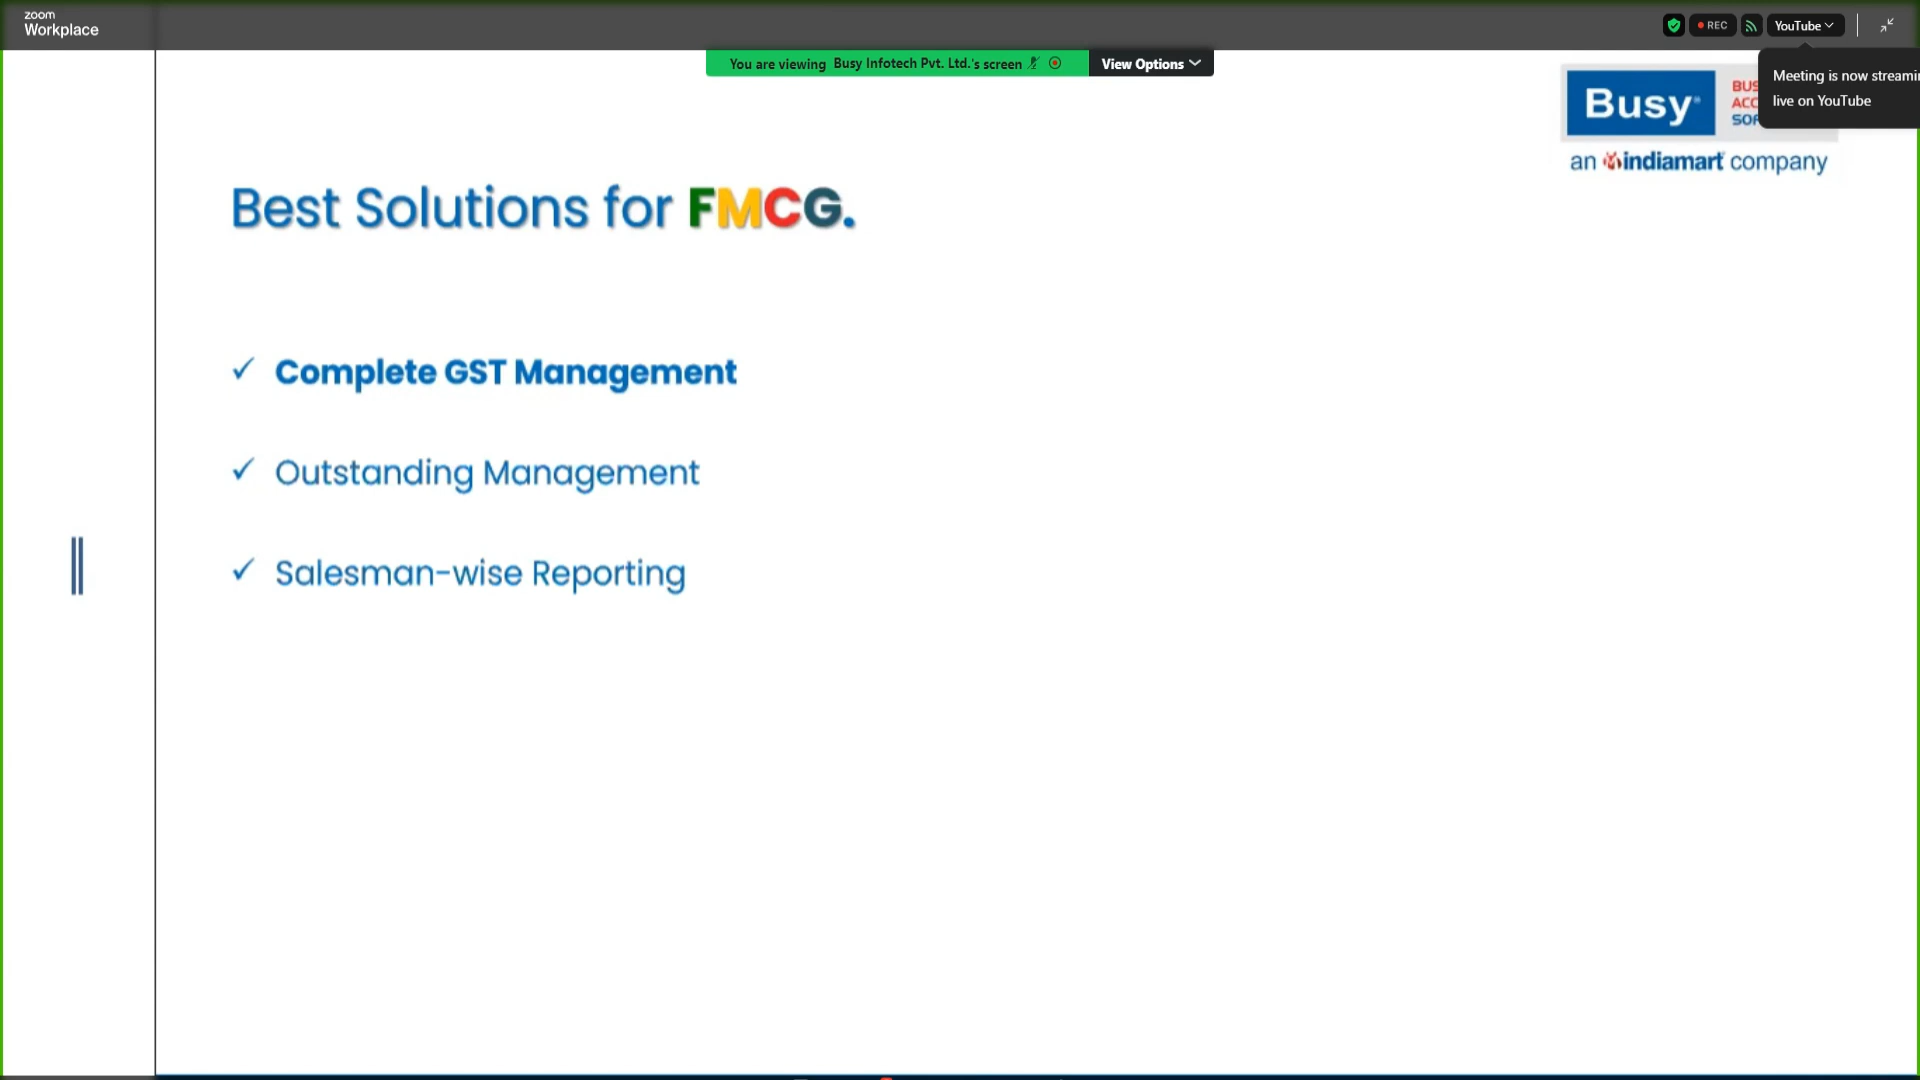 zoom
Workplace
REC
YouTube
You are viewing Busy Infotech Pvt. Ltd.'s screen
View Options
Meeting is now
live on YouTube
Busy
an indiamart company
Best Solutions for FMCG.
✓ Complete GST Management
✓ Outstanding Management
✓ Salesman-wise Reporting